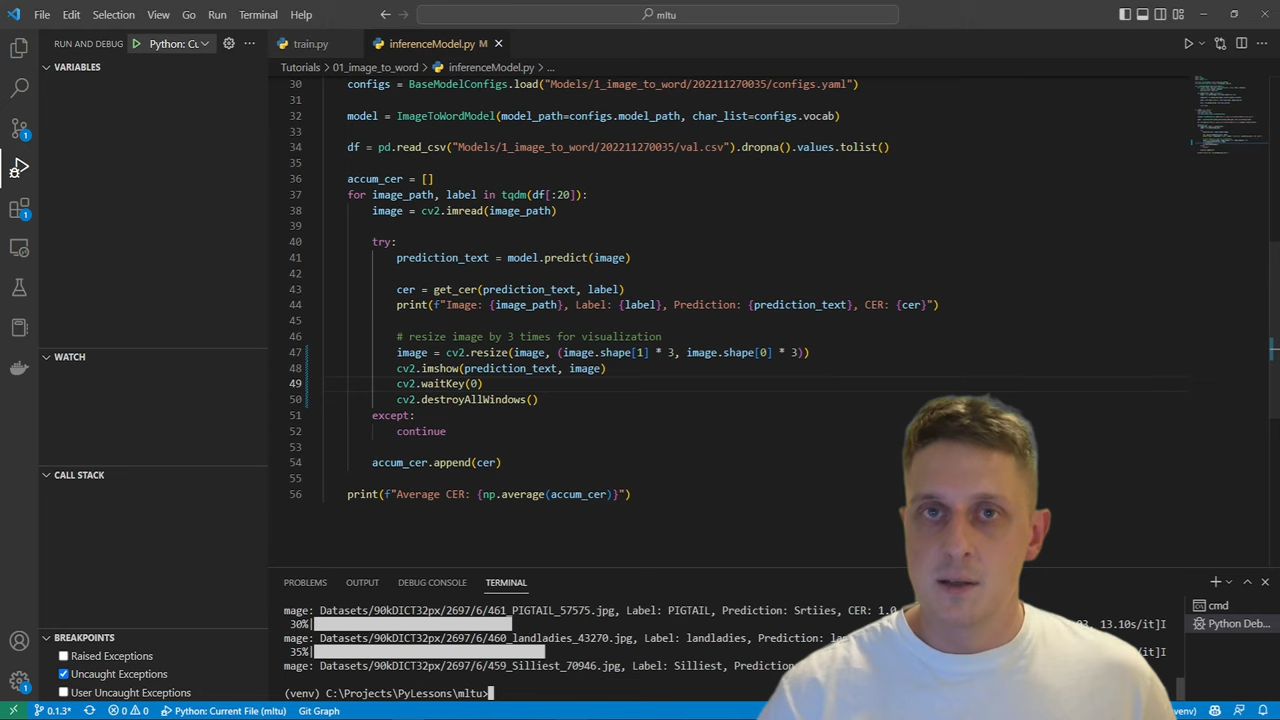 File Edit Selection View Go Run Terminal Help
mltu
RUN AND DEBUG
Python: Cu
train.py
inferenceModel.py M
Tutorials > 01_image_to_word > inferenceModel.py > ...
VARIABLES
WATCH
CALL STACK
BREAKPOINTS
Raised Exceptions
Uncaught Exceptions
User Uncaught Exceptions
30 configs = BaseModelConfigs.load("Models/1_image_to_word/202211270035/configs.yaml")
31
32 model = ImageToWordModel(model_path=configs.model_path, char_list=configs.vocab)
33
34 df = pd.read_csv("Models/1_image_to_word/202211270035/val.csv").dropna().values.tolist()
35
36 accum_cer = []
37 for image_path, label in tqdm(df[:20]):
38 image = cv2.imread(image_path)
39
40 try:
41 prediction_text = model.predict(image)
42
43 cer = get_cer(prediction_text, label)
44 print(f"Image: {image_path}, Label: {label}, Prediction: {prediction_text}, CER: {cer}")
45
46 # resize image by 3 times for visualization
47 image = cv2.resize(image, (image.shape[1] * 3, image.shape[0] * 3))
48 cv2.imshow(prediction_text, image)
49 cv2.waitKey(0)
50 cv2.destroyAllWindows()
51 except:
52 continue
53
54 accum_cer.append(cer)
55
56 print(f"Average CER: {np.average(accum_cer)}")
PROBLEMS OUTPUT DEBUG CONSOLE TERMINAL
mage: Datasets/90kDICT32px/2697/6/461_PIGTAIL_57575.jpg, Label: PIGTAIL, Prediction: Srtiies, CER: 1.0
30%| 13.10s/it]I
mage: Datasets/90kDICT32px/2697/6/460_landladies_43270.jpg, Label: landladies, Prediction:
35%|
mage: Datasets/90kDICT32px/2697/6/459_Silliest_70946.jpg, Label: Silliest,
(venv) C:\Projects\PyLessons\mltu>
cmd
Python Deb...
0.1.3* 0 0 Python: Current File (mltu) Git Graph